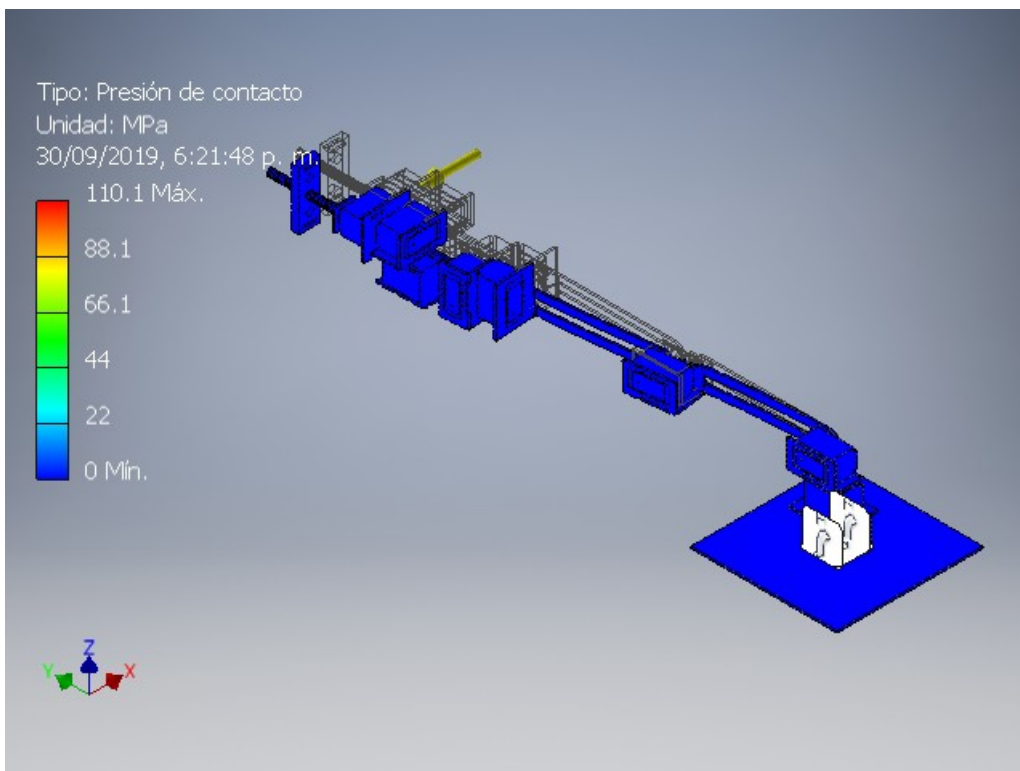 Tipo: Presión de contacto
Unidad: MPa
30/09/2019, 6:21:48 p. m.
110.1 Máx.
88.1
66.1
44
22
0 Mín.
Z
Y
X